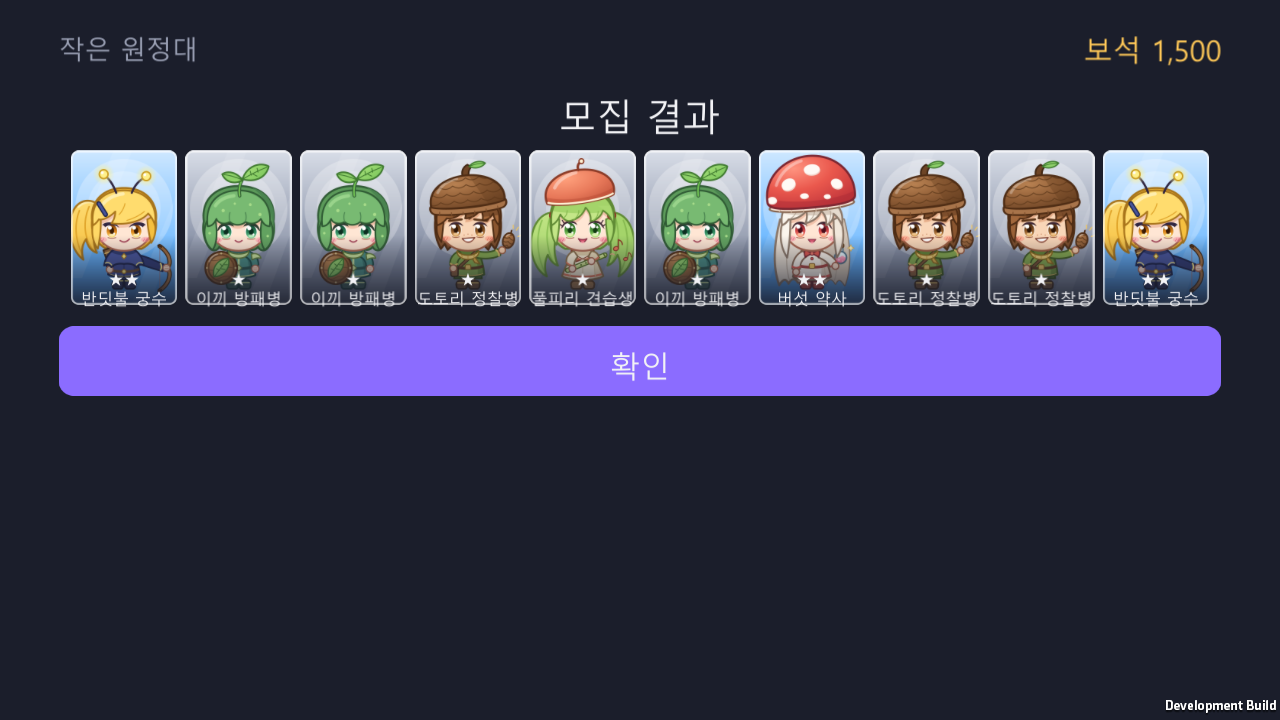 작은 원정대
보석 1,500
모집 결과
★★
반딧불 궁수
★
이끼 방패병
★
이끼 방패병
★
도토리 정찰병
★
풀피리 견습생
★
이끼 방패병
★★
버섯 약사
★
도토리 정찰병
★
도토리 정찰병
★★
반딧불 궁수
확인
Development Build